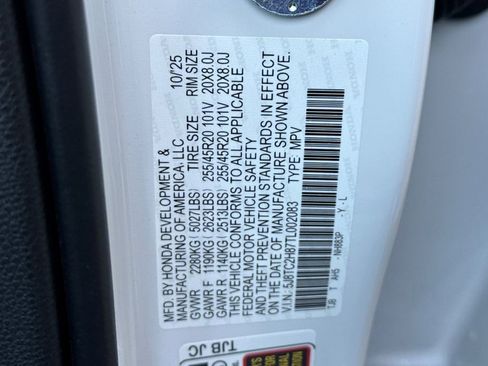 MFD. BY HONDA DEVELOPMENT & 10/25
MANUFACTURING OF AMERICA, LLC
GVWR 2280KG(5027LBS) TIRE SIZE RIM SIZE
GAWR F 1190KG(2623LBS) 255/45R20 101V 20X8.0J
GAWR R 1140KG(2513LBS) 255/45R20 101V 20X8.0J
THIS VEHICLE CONFORMS TO ALL APPLICABLE
FEDERAL MOTOR VEHICLE SAFETY
AND THEFT PREVENTION STANDARDS IN EFFECT
ON THE DATE OF MANUFACTURE SHOWN ABOVE.
V.I.N.: 5J8TC2H87TL002083 TYPE: MPV
TJB T AH5 -NH883P Y - L
TJB JC